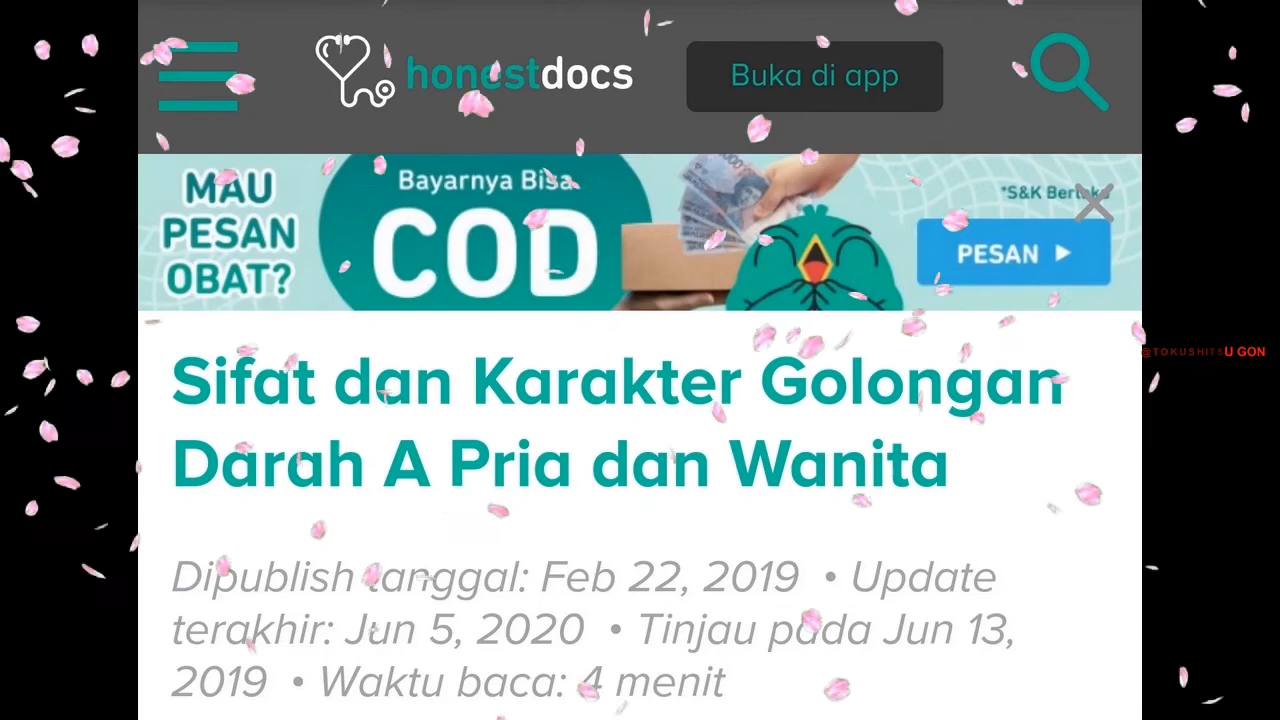 honestdocs
Buka di app
MAU
PESAN
OBAT?
Bayarnya Bisa
COD
*S&K Berlaku
PESAN
Sifat dan Karakter Golongan
Darah A Pria dan Wanita
Dipublish tanggal: Feb 22, 2019 • Update
terakhir: Jun 5, 2020 • Tinjau pada Jun 13,
2019 • Waktu baca: 4 menit
@TOKUSHITSU GON